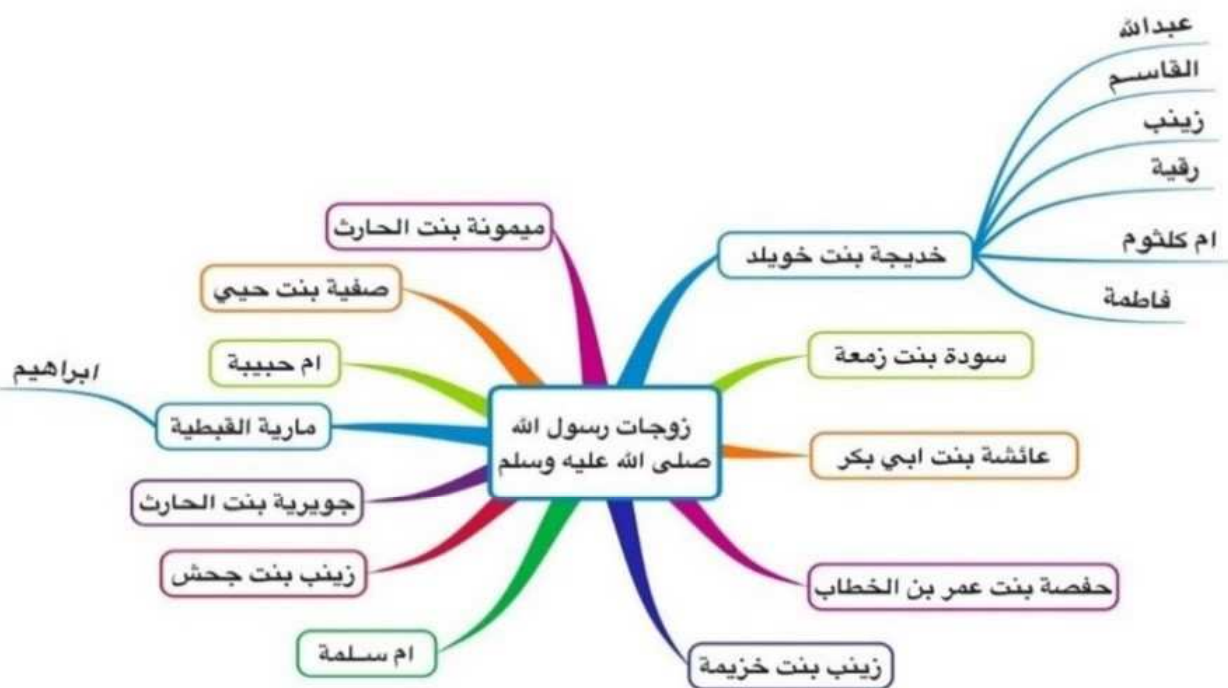 زوجات رسول الله
صلى الله عليه وسلم
خديجة بنت خويلد
عبدالله
القاسم
زينب
رقية
ام كلثوم
فاطمة
سودة بنت زمعة
عائشة بنت ابي بكر
حفصة بنت عمر بن الخطاب
زينب بنت خزيمة
ام سلمة
زينب بنت جحش
جويرية بنت الحارث
مارية القبطية
ابراهيم
ام حبيبة
صفية بنت حيي
ميمونة بنت الحارث